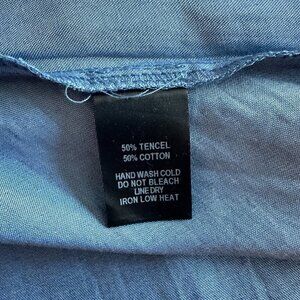 50% TENCEL
50% COTTON
HAND WASH COLD
DO NOT BLEACH
LINE DRY
IRON LOW HEAT